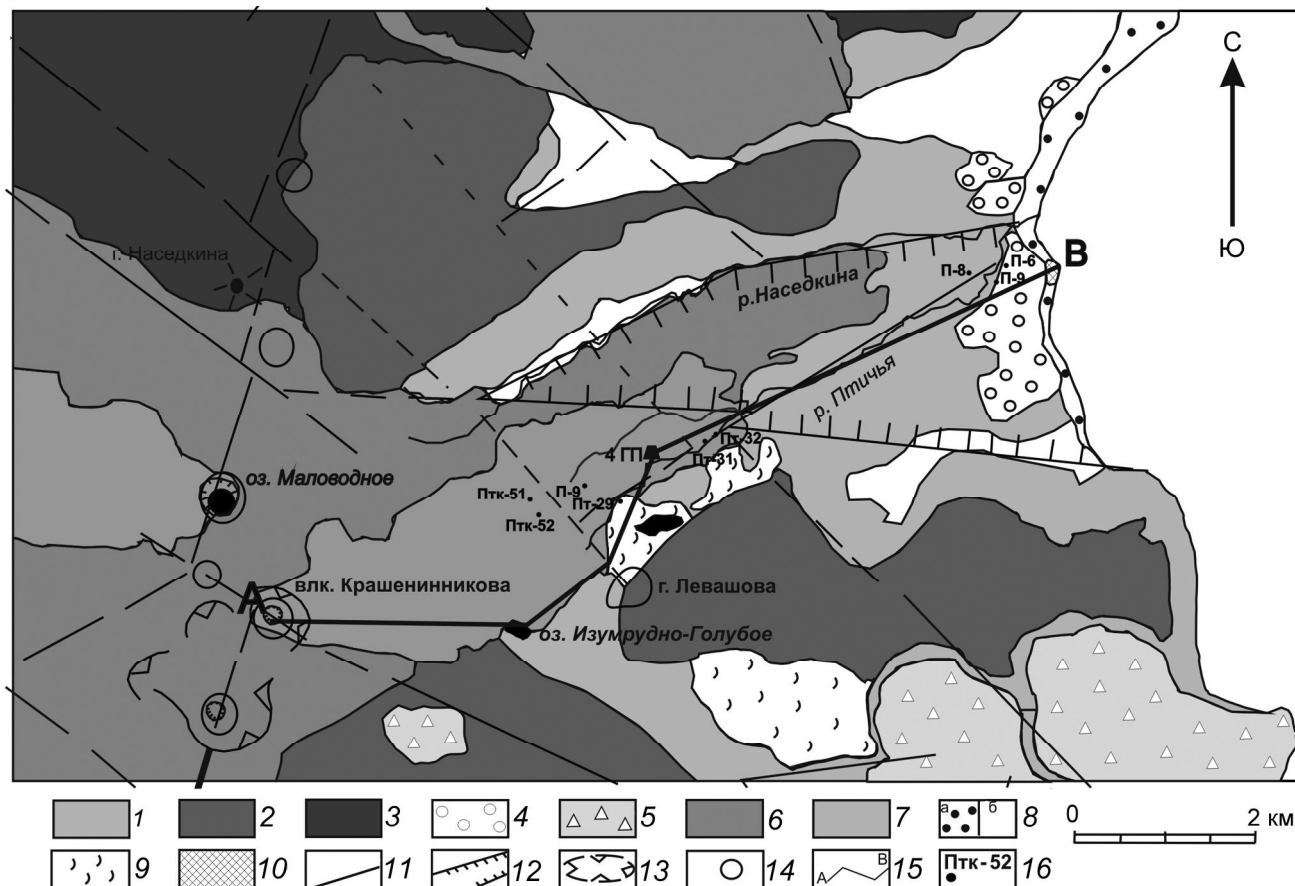 С
Ю
г. Наседкина
р.Наседкина
П-8
П-6
П-9
В
р. Птичья
оз. Маловодное
4 ГП
Пт-32
Пт-31
Птк-51
П-9
Пт-29
Птк-52
А
влк. Крашенинникова
г. Левашова
оз. Изумрудно-Голубое
1
2
3
4
5
6
7
а
б
8
0
2 км
9
10
11
12
13
14
А
В
15
Птк-52
16